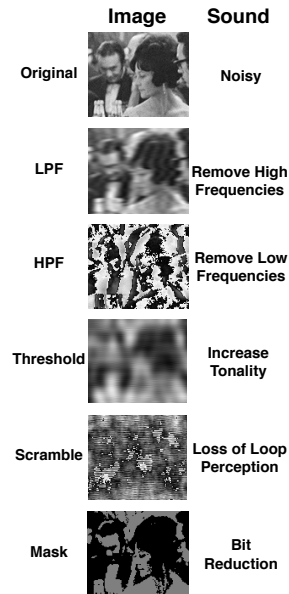 Image Sound
Original
Noisy
LPF
Remove High
Frequencies
HPF
Remove Low
Frequencies
Threshold
Increase
Tonality
Scramble
Loss of Loop
Perception
Mask
Bit
Reduction